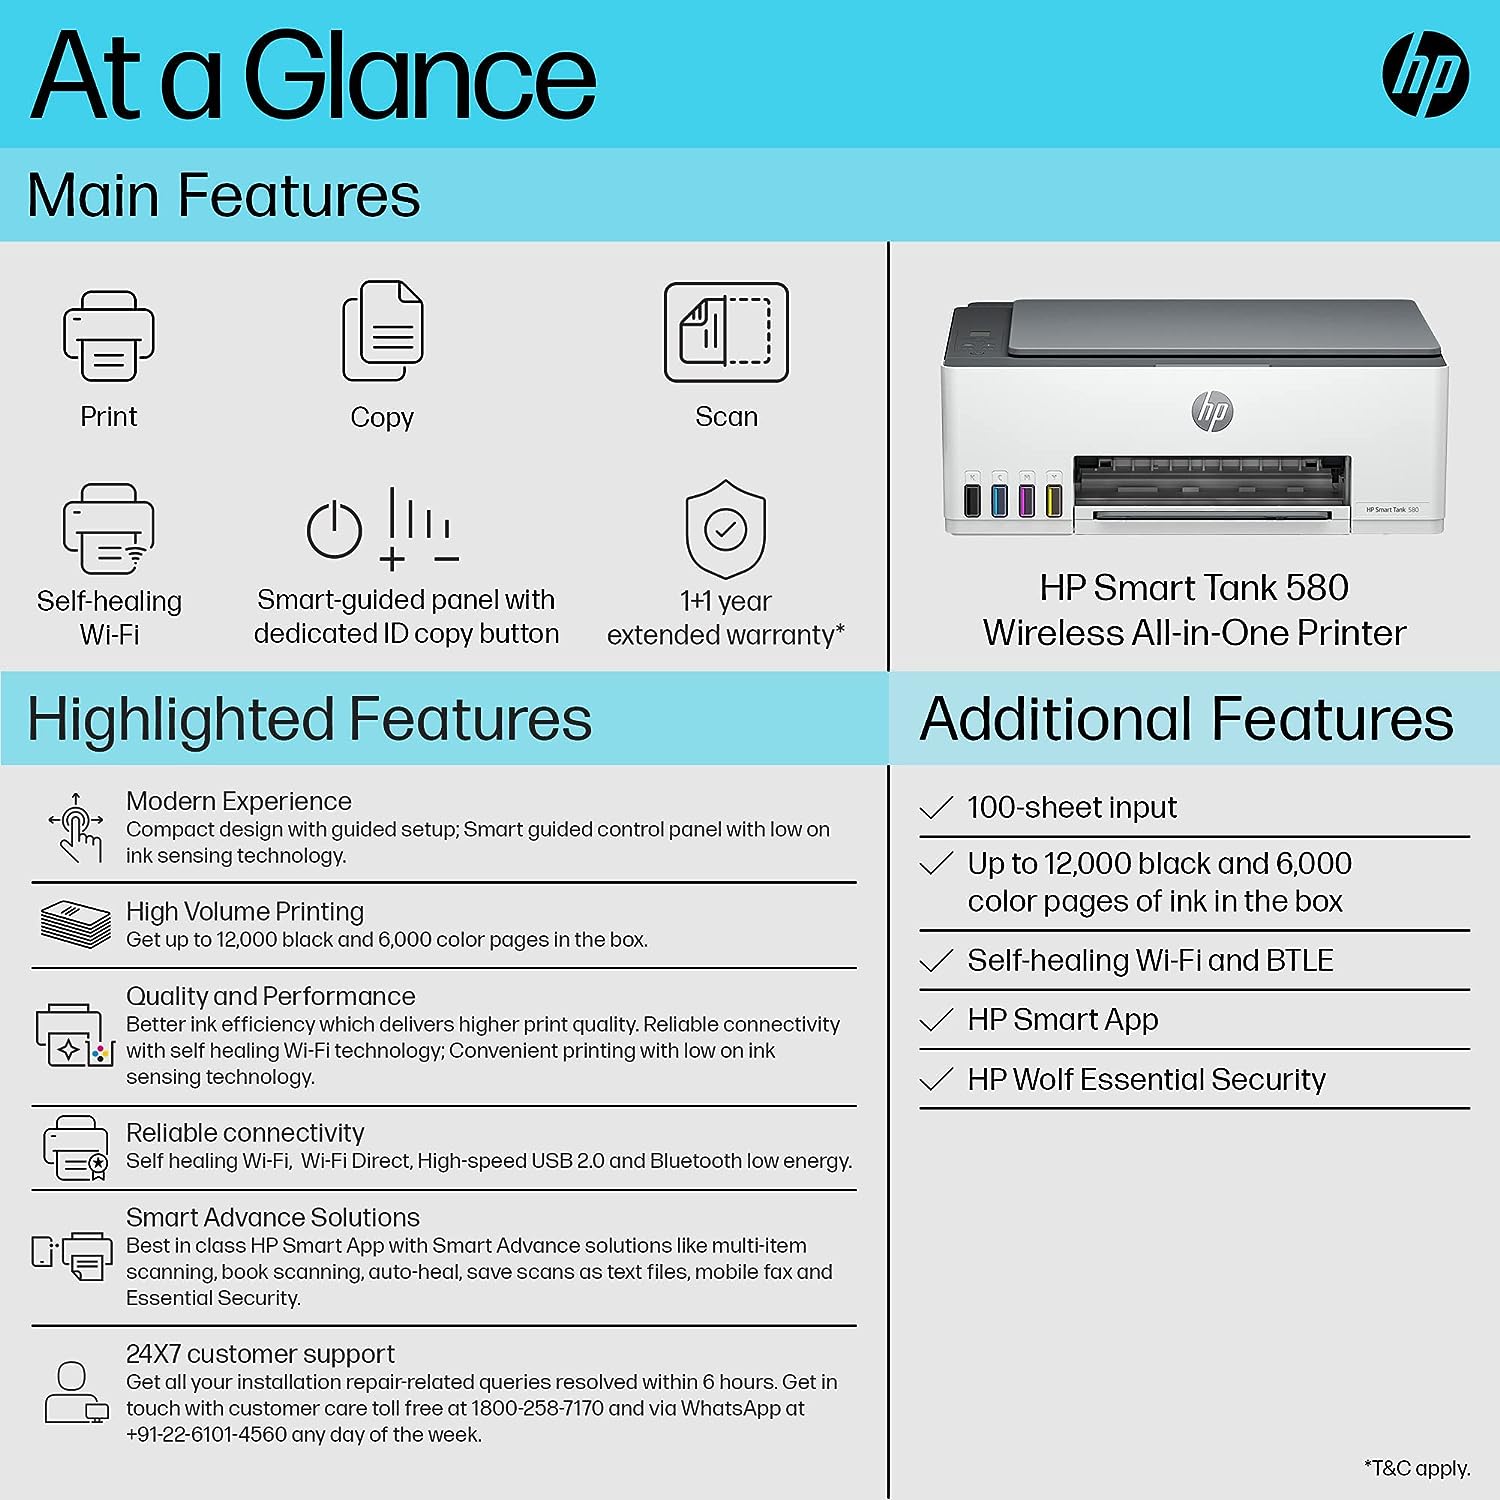 At a Glance
hp
Main Features
Print
Copy
Scan
Self-healing
Wi-Fi
Smart-guided panel with
dedicated ID copy button
1+1 year
extended warranty*
hp
K C M Y
HP Smart Tank 580
HP Smart Tank 580
Wireless All-in-One Printer
Highlighted Features
Modern Experience
Compact design with guided setup; Smart guided control panel with low on
ink sensing technology.
High Volume Printing
Get up to 12,000 black and 6,000 color pages in the box.
Quality and Performance
Better ink efficiency which delivers higher print quality. Reliable connectivity
with self healing Wi-Fi technology; Convenient printing with low on ink
sensing technology.
Reliable connectivity
Self healing Wi-Fi, Wi-Fi Direct, High-speed USB 2.0 and Bluetooth low energy.
Smart Advance Solutions
Best in class HP Smart App with Smart Advance solutions like multi-item
scanning, book scanning, auto-heal, save scans as text files, mobile fax and
Essential Security.
24X7 customer support
Get all your installation repair-related queries resolved within 6 hours. Get in
touch with customer care toll free at 1800-258-7170 and via WhatsApp at
+91-22-6101-4560 any day of the week.
Additional Features
100-sheet input
Up to 12,000 black and 6,000
color pages of ink in the box
Self-healing Wi-Fi and BTLE
HP Smart App
HP Wolf Essential Security
*T&C apply.